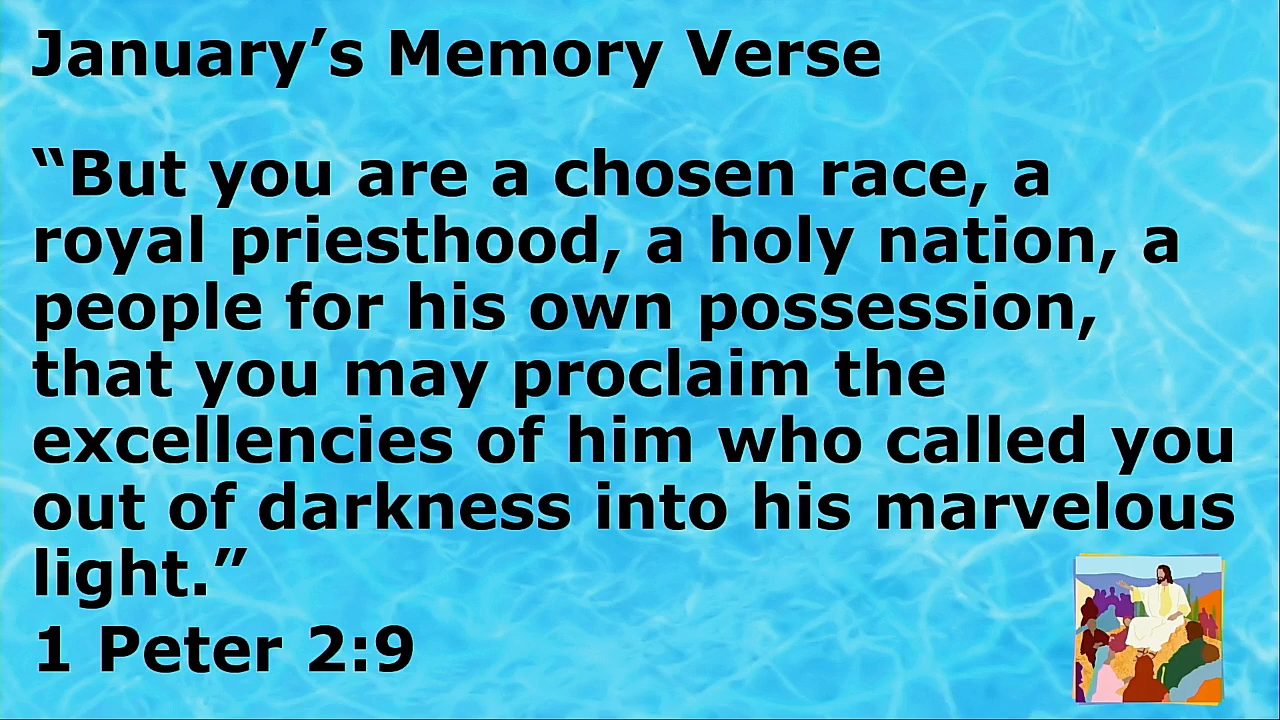 January’s Memory Verse
“But you are a chosen race, a
royal priesthood, a holy nation, a
people for his own possession,
that you may proclaim the
excellencies of him who called you
out of darkness into his marvelous
light.”
1 Peter 2:9